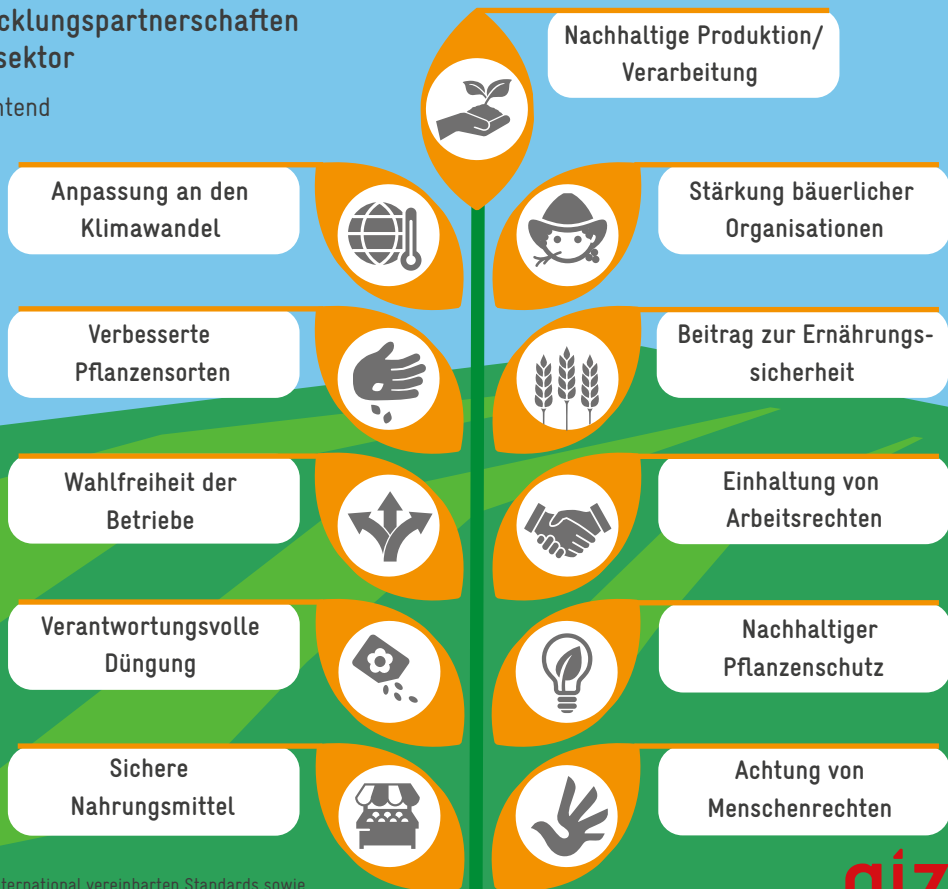 cklungspartnerschaften
sektor
ntend
Nachhaltige Produktion/
Verarbeitung
Anpassung an den
Klimawandel
Stärkung bäuerlicher
Organisationen
Verbesserte
Pflanzensorten
Beitrag zur Ernährungs-
sicherheit
Wahlfreiheit der
Betriebe
Einhaltung von
Arbeitsrechten
Verantwortungsvolle
Düngung
Nachhaltiger
Pflanzenschutz
Sichere
Nahrungsmittel
Achtung von
Menschenrechten
nternational vereinbarten Standards sowie
giz